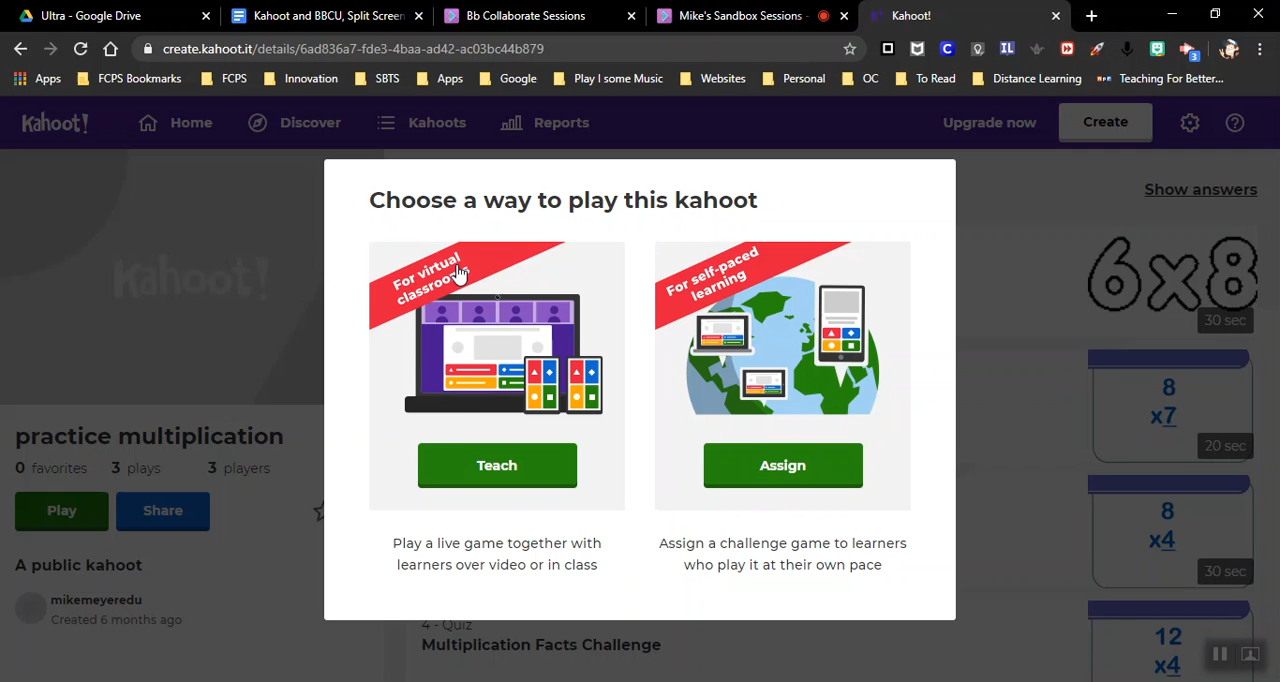 Ultra - Google Drive
Kahoot and BBCU, Split Screen
Bb Collaborate Sessions
Mike's Sandbox Sessions -
Kahoot!
create.kahoot.it/details/6ad836a7-fde3-4baa-ad42-ac03bc44b879
Apps
FCPS Bookmarks
FCPS
Innovation
SBTS
Apps
Google
Play I some Music
Websites
Personal
OC
To Read
Distance Learning
Teaching For Better...
Kahoot!
Home
Discover
Kahoots
Reports
Upgrade now
Create
Show answers
Kahoot!
Choose a way to play this kahoot
For virtual
classrooms
For self-paced
learning
Teach
Assign
Play a live game together with
learners over video or in class
Assign a challenge game to learners
who play it at their own pace
practice multiplication
0 favorites 3 plays 3 players
Play
Share
A public kahoot
mikemeyeredu
Created 6 months ago
6x8
30 sec
8
x7
20 sec
8
x4
30 sec
12
x4
4 - Quiz
Multiplication Facts Challenge